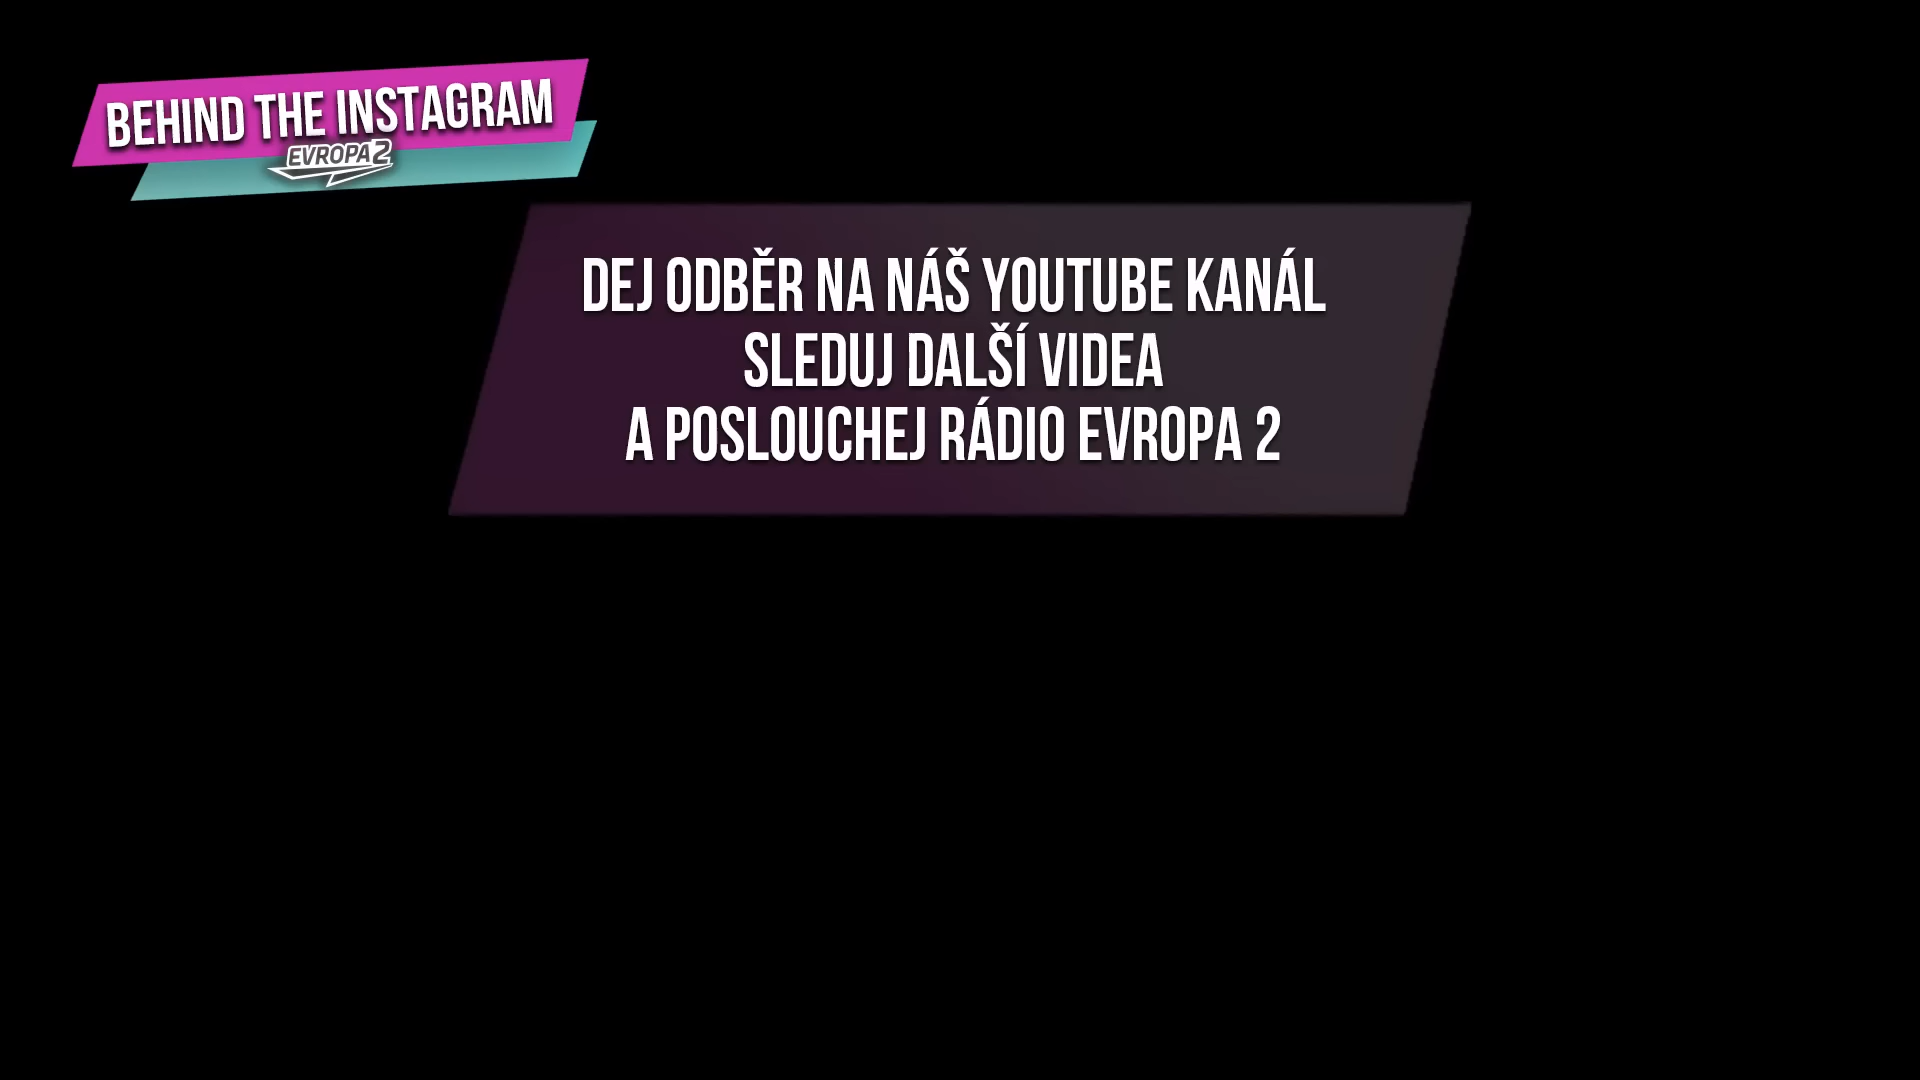 BEHIND THE INSTAGRAM
EVROPA 2
DEJ ODBĚR NA NÁŠ YOUTUBE KANÁL
SLEDUJ DALŠÍ VIDEA
A POSLOUCHEJ RÁDIO EVROPA 2